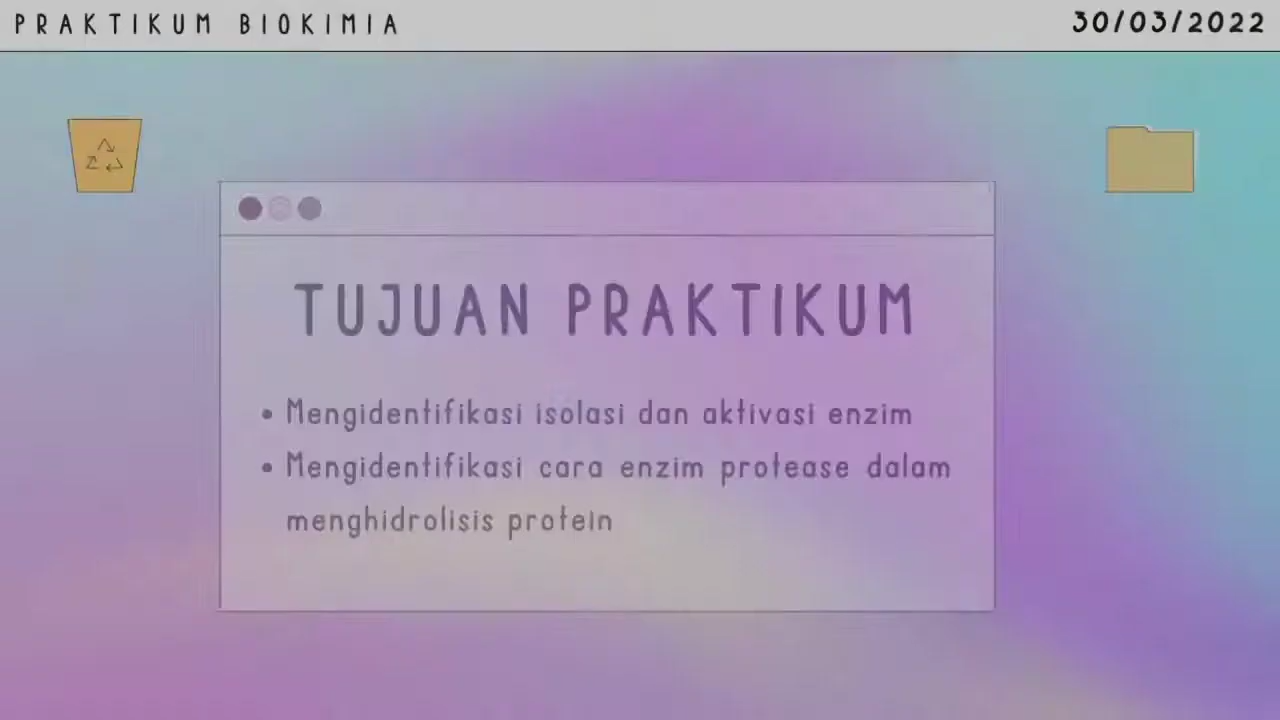 PRAKTIKUM BIOKIMIA
30/03/2022
TUJUAN PRAKTIKUM
• Mengidentifikasi isolasi dan aktivasi enzim
• Mengidentifikasi cara enzim protease dalam
menghidrolisis protein